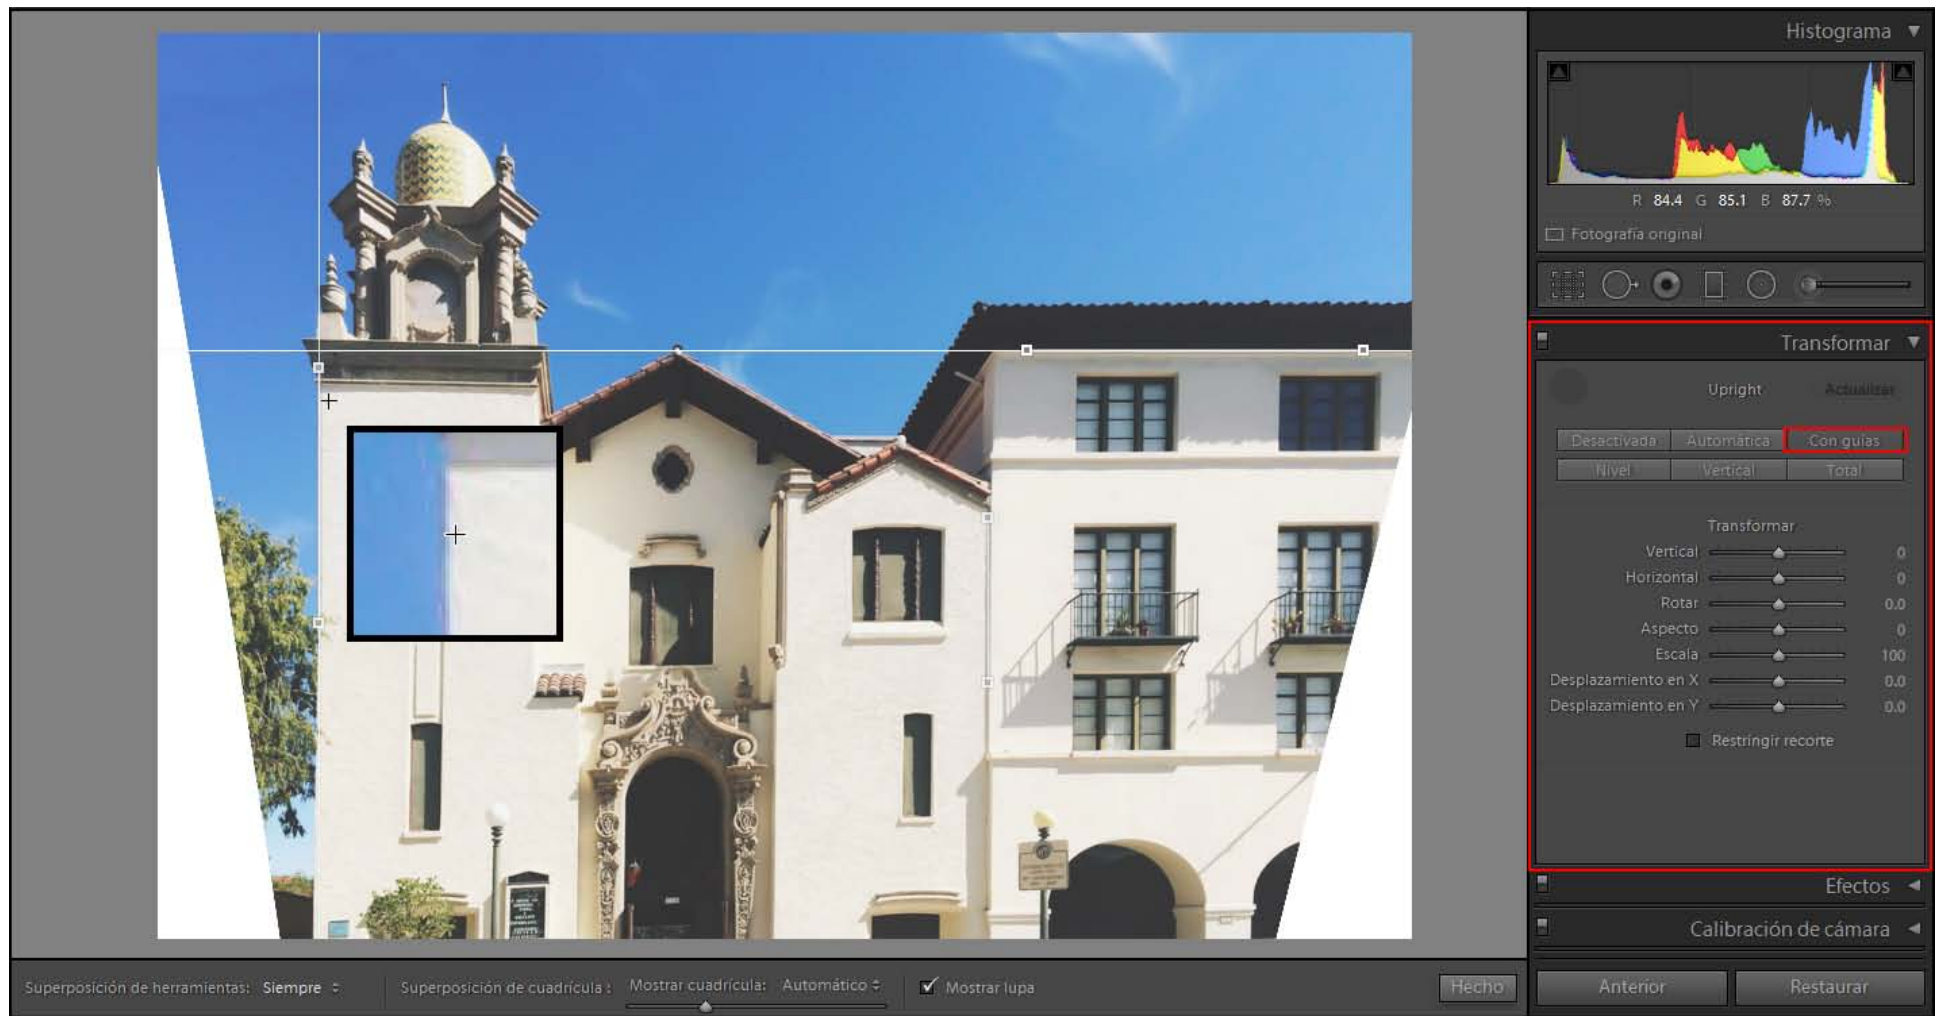 Histograma
R 84.4 G 85.1 B 87.7 %
Fotografía original
Transformar
Upright Actualizar
Desactivada Automática Con guías
Nivel Vertical Total
Transformar
Vertical 0
Horizontal 0
Rotar 0.0
Aspecto 0
Escala 100
Desplazamiento en X 0.0
Desplazamiento en Y 0.0
Restringir recorte
Efectos
Calibración de cámara
Superposición de herramientas: Siempre
Superposición de cuadrícula :
Mostrar cuadrícula: Automático
Mostrar lupa
Hecho
Anterior Restaurar